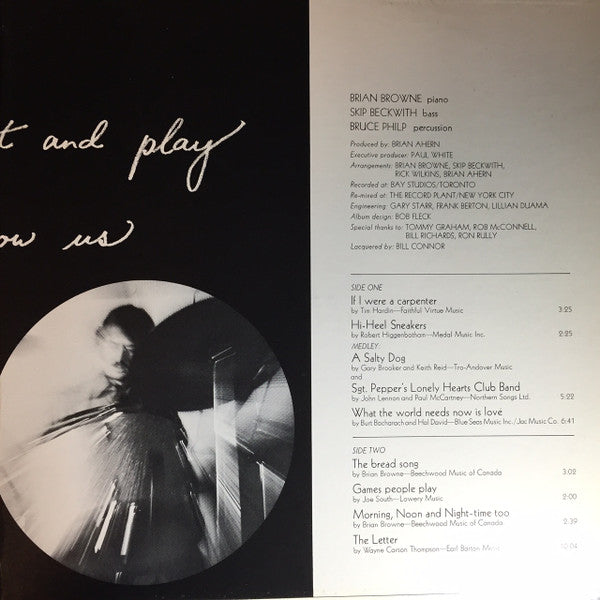 t and play
ow us
BRIAN BROWNE piano
SKIP BECKWITH bass
BRUCE PHILP percussion
Produced by: BRIAN AHERN
Executive producer: PAUL WHITE
Arrangements: BRIAN BROWNE, SKIP BECKWITH,
RICK WILKINS, BRIAN AHERN
Recorded at: BAY STUDIOS/TORONTO
Re-mixed at: THE RECORD PLANT/NEW YORK CITY
Engineering: GARY STARR, FRANK BERTON, LILLIAN DUAMA
Album design: BOB FLECK
Special thanks to: TOMMY GRAHAM, ROB McCONNELL,
BILL RICHARDS, RON RULLY
Lacquered by: BILL CONNOR
SIDE ONE
If I were a carpenter
by Tim Hardin—Faithful Virtue Music 3:25
Hi-Heel Sneakers
by Robert Higgenbotham—Medal Music Inc. 2:25
MEDLEY:
A Salty Dog
by Gary Brooker and Keith Reid—Tro-Andover Music
and
Sgt. Pepper's Lonely Hearts Club Band
by John Lennon and Paul McCartney—Northern Songs Ltd. 5:22
What the world needs now is love
by Burt Bacharach and Hal David—Blue Seas Music Inc./Jac Music Co. 6:41
SIDE TWO
The bread song
by Brian Browne—Beechwood Music of Canada 3:02
Games people play
by Joe South—Lowery Music 2:00
Morning, Noon and Night-time too
by Brian Browne—Beechwood Music of Canada 2:39
The Letter
by Wayne Carson Thompson—Earl Barton Music 10:04